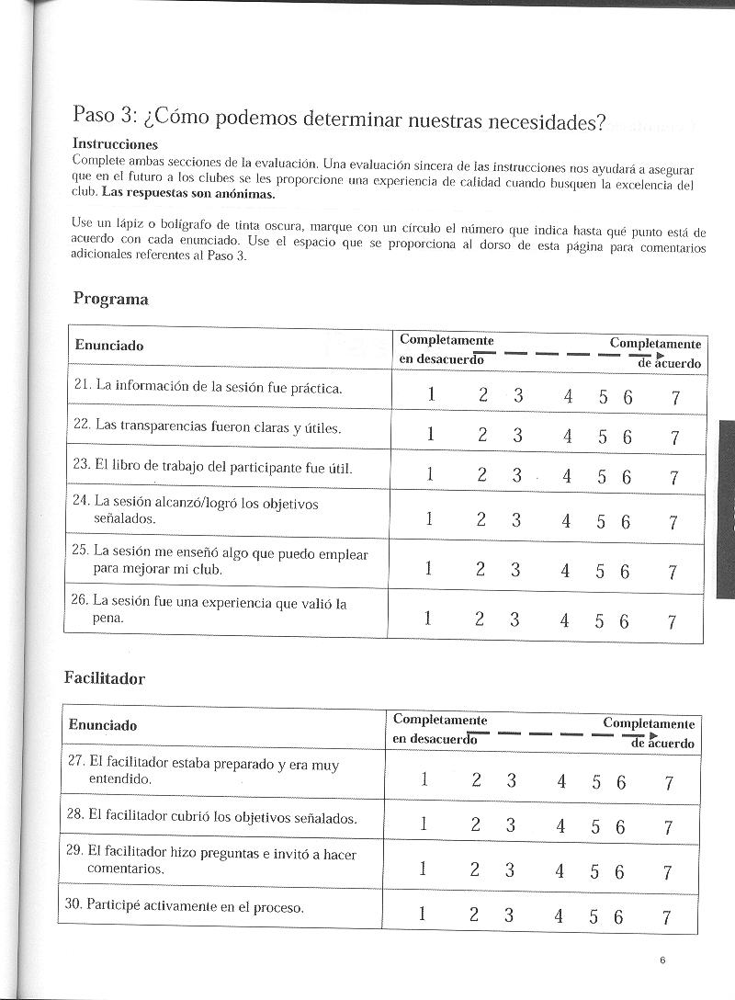 Paso 3: ¿Cómo podemos determinar nuestras necesidades?
Instrucciones
Complete ambas secciones de la evaluación. Una evaluación sincera de las instrucciones nos ayudará a asegurar
que en el futuro a los clubes se les proporcione una experiencia de calidad cuando busquen la excelencia del
club. Las respuestas son anónimas.
Use un lápiz o bolígrafo de tinta oscura, marque con un círculo el número que indica hasta qué punto está de
acuerdo con cada enunciado. Use el espacio que se proporciona al dorso de esta página para comentarios
adicionales referentes al Paso 3.
Programa
Enunciado
Completamente Completamente
en desacuerdo de acuerdo
21. La información de la sesión fue práctica. 1 2 3 4 5 6 7
22. Las transparencias fueron claras y útiles. 1 2 3 4 5 6 7
23. El libro de trabajo del participante fue útil. 1 2 3 4 5 6 7
24. La sesión alcanzó/logró los objetivos
señalados. 1 2 3 4 5 6 7
25. La sesión me enseñó algo que puedo emplear
para mejorar mi club. 1 2 3 4 5 6 7
26. La sesión fue una experiencia que valió la
pena. 1 2 3 4 5 6 7
Facilitador
Enunciado
Completamente Completamente
en desacuerdo de acuerdo
27. El facilitador estaba preparado y era muy
entendido. 1 2 3 4 5 6 7
28. El facilitador cubrió los objetivos señalados. 1 2 3 4 5 6 7
29. El facilitador hizo preguntas e invitó a hacer
comentarios. 1 2 3 4 5 6 7
30. Participé activamente en el proceso. 1 2 3 4 5 6 7
6